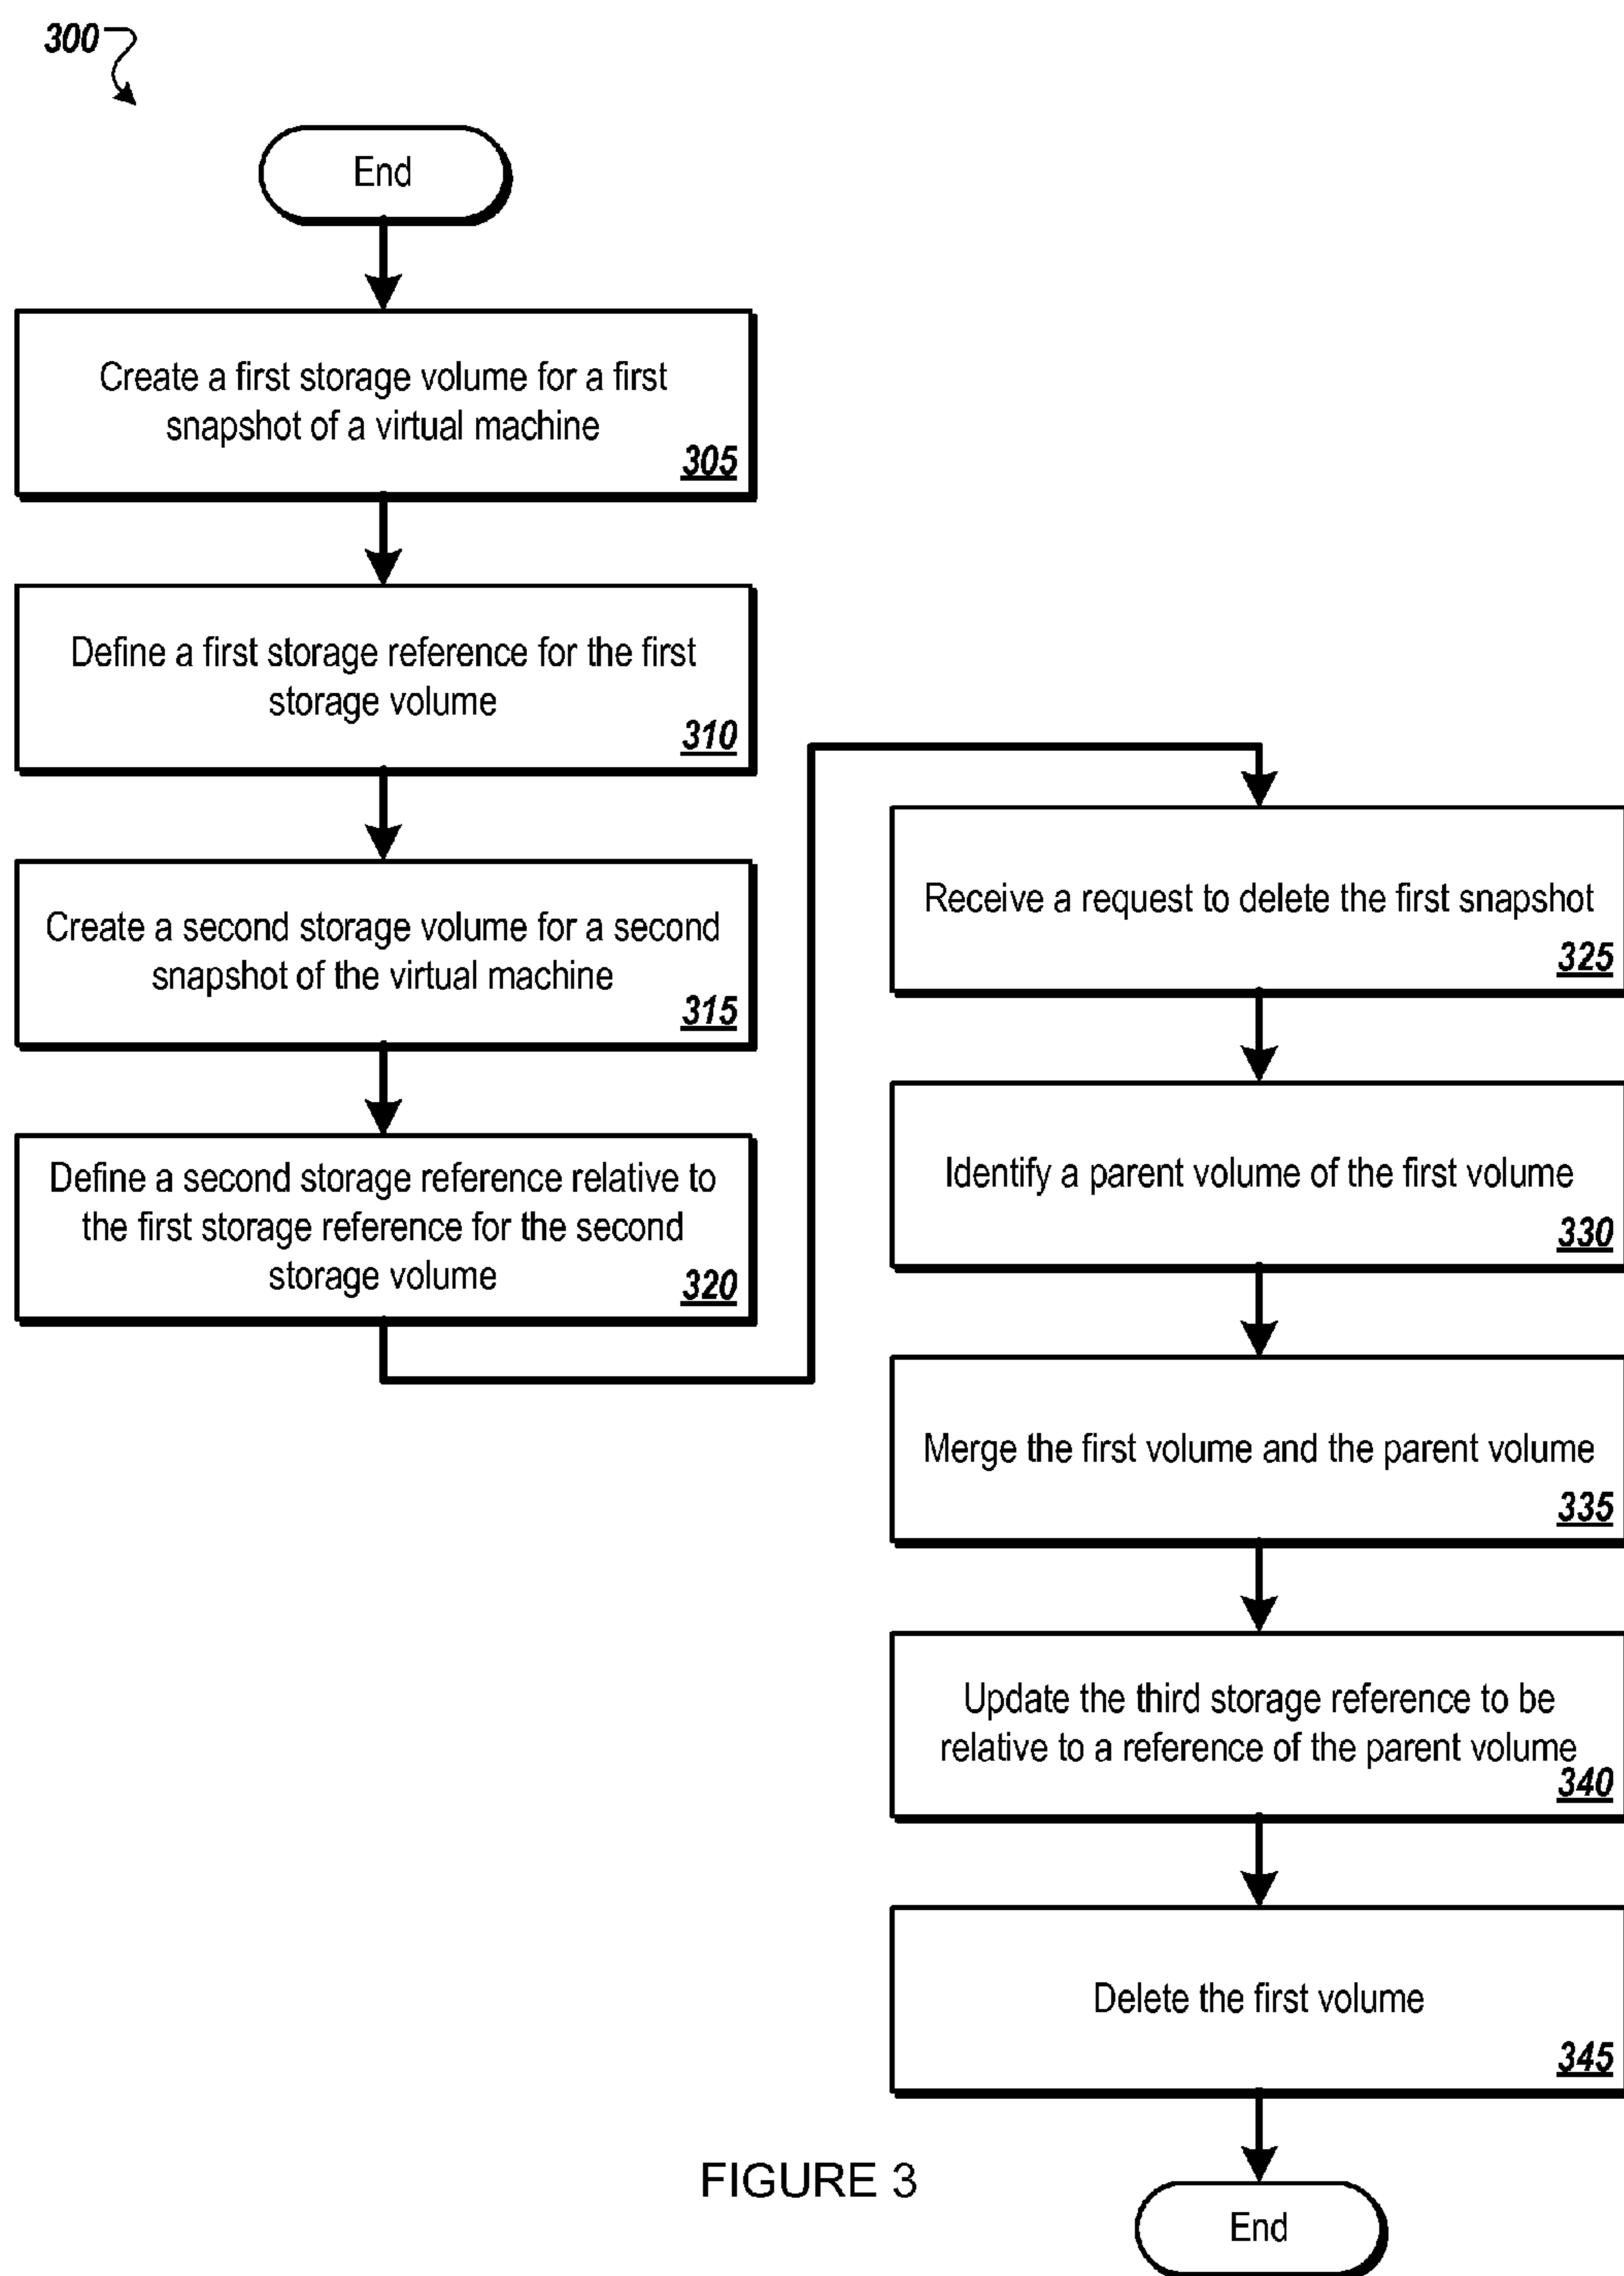 300
End
Create a first storage volume for a first
snapshot of a virtual machine
305
Define a first storage reference for the first
storage volume
310
Create a second storage volume for a second
snapshot of the virtual machine
315
Define a second storage reference relative to
the first storage reference for the second
storage volume
320
Receive a request to delete the first snapshot
325
Identify a parent volume of the first volume
330
Merge the first volume and the parent volume
335
Update the third storage reference to be
relative to a reference of the parent volume
340
Delete the first volume
345
End
FIGURE 3